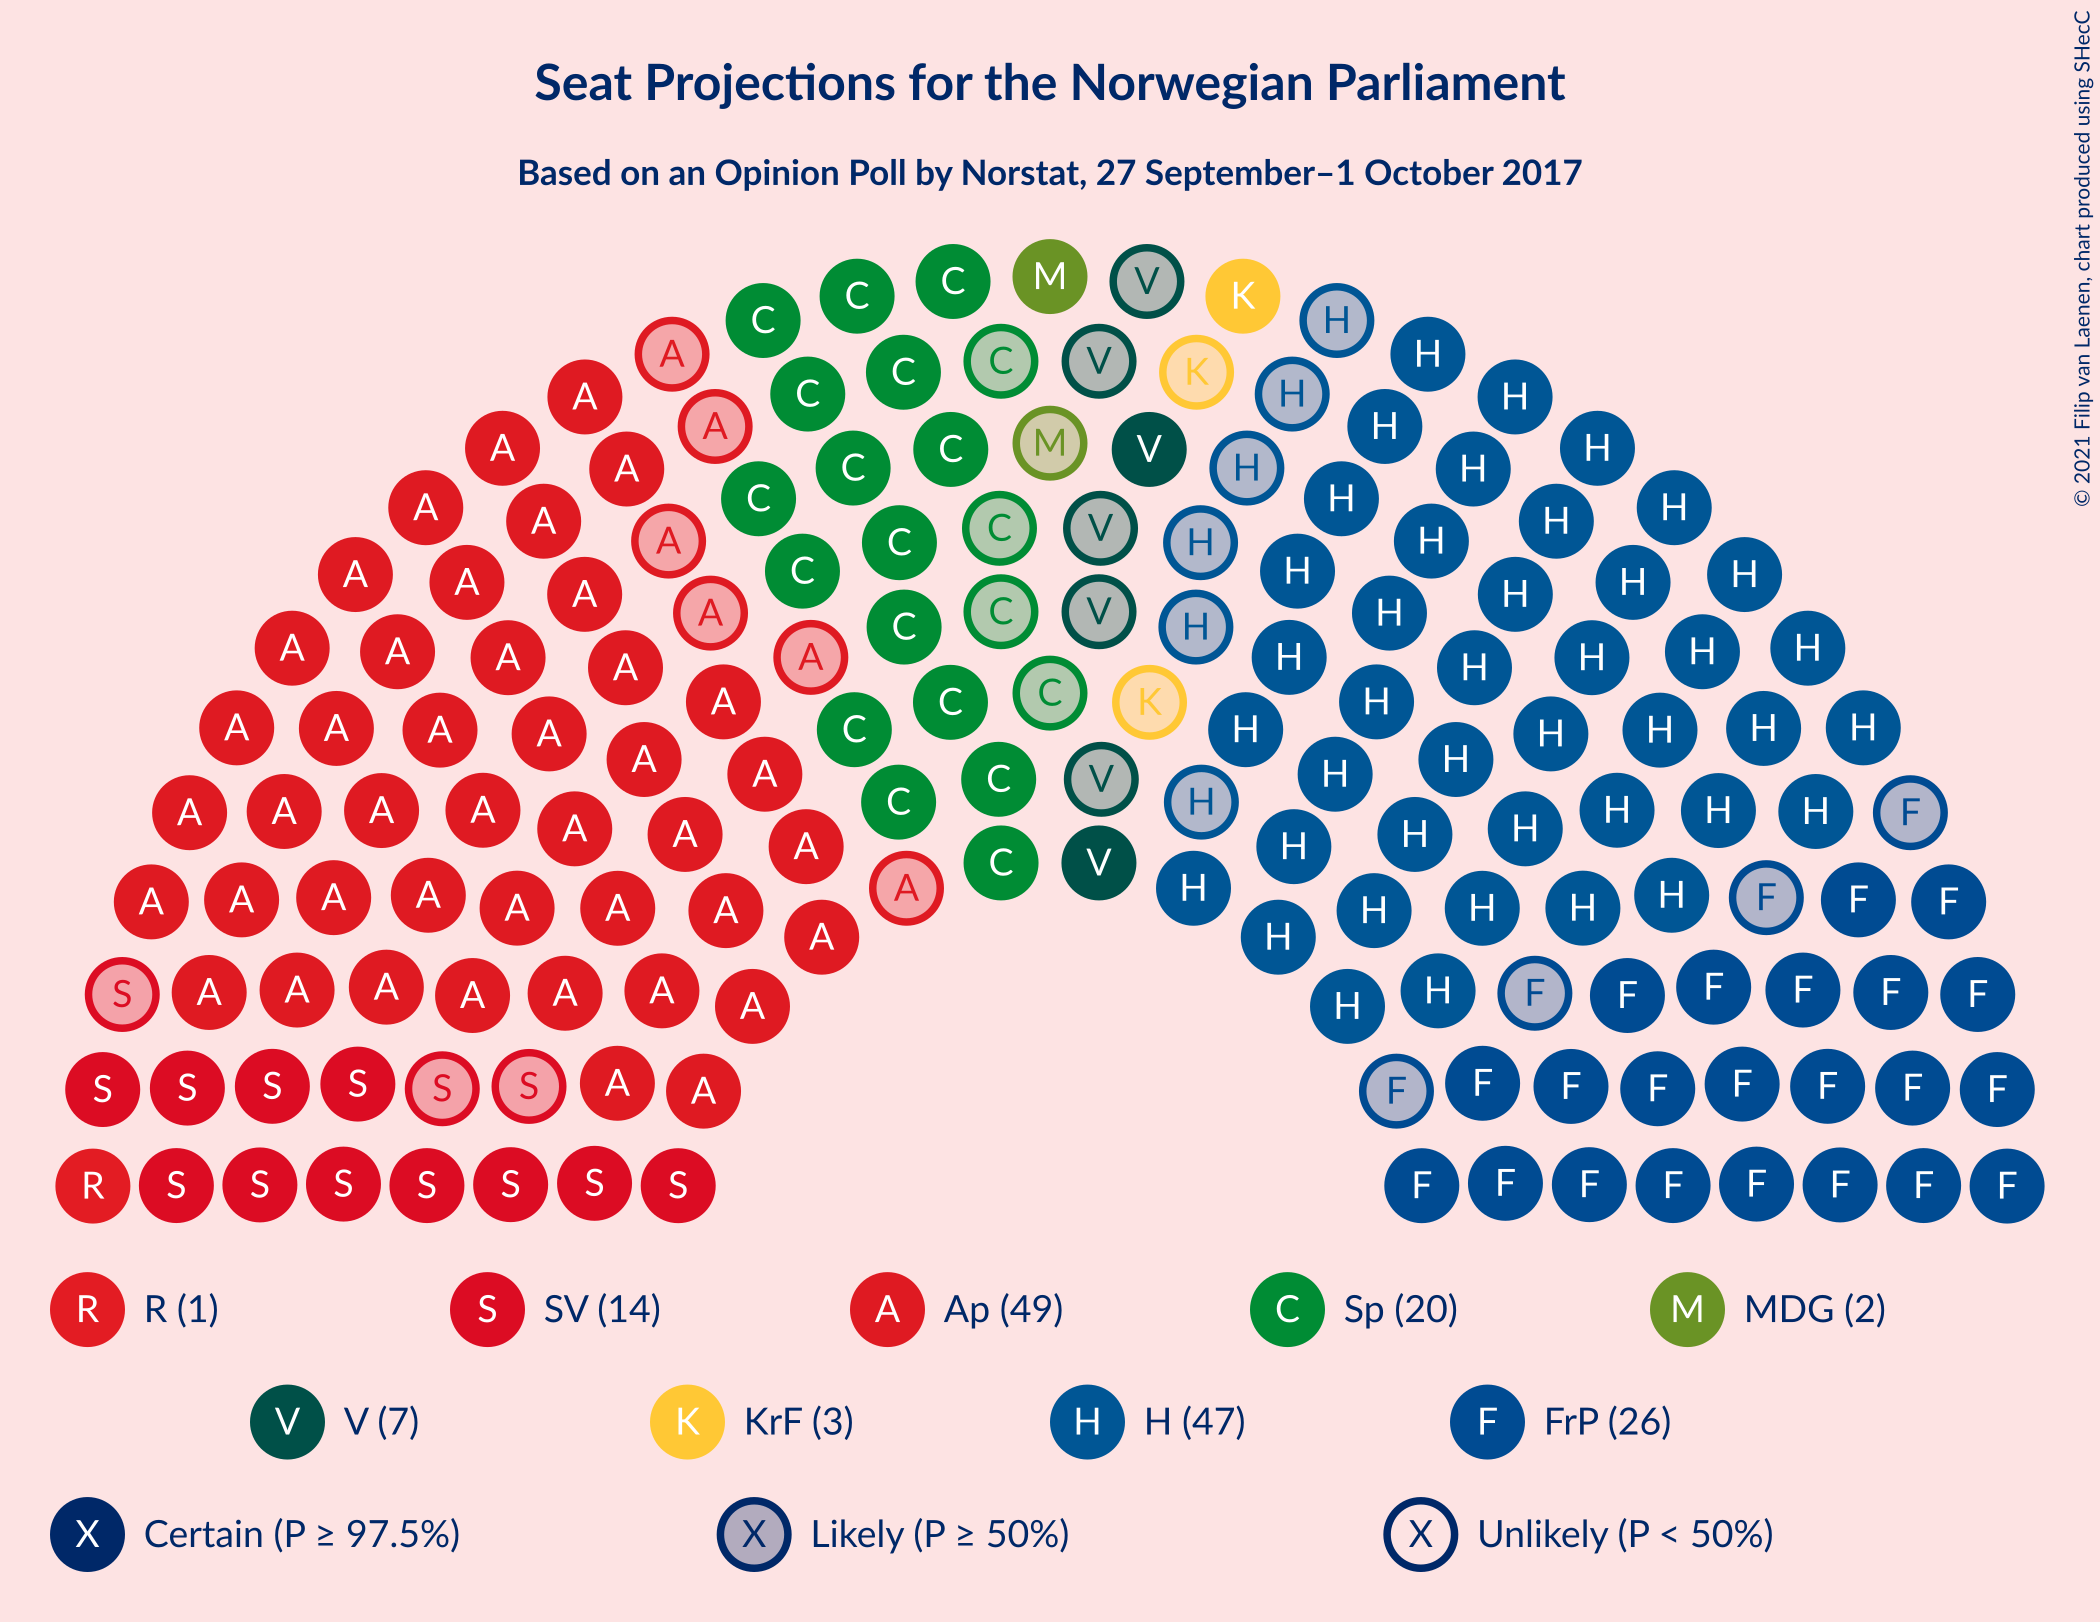 Seat Projections for the Norwegian Parliament
Based on an Opinion Poll by Norstat, 27 September–1 October 2017
© 2021 Filip van Laenen, chart produced using SHecC
M
C V
C K
C H
A C V H
C K
A C H H
A C M V H
A C H H
A C H H
A C H H
A C V H
A C H H
A C H H
A C V H
A C H H
A C K H
A C H H
A C V H
A C H H
A H
A C V H
A A A A A A A A H H H H H H H F
A A A A A A A A H H H H H F F F
S A A A A A A A H H F F F F F F
S S S S S S A A F F F F F F F F
R S S S S S S S F F F F F F F F
R R (1) S SV (14) A Ap (49) C Sp (20) M MDG (2)
V V (7) K KrF (3) H H (47) F FrP (26)
X Certain (P ≥ 97.5%) X Likely (P ≥ 50%) X Unlikely (P < 50%)